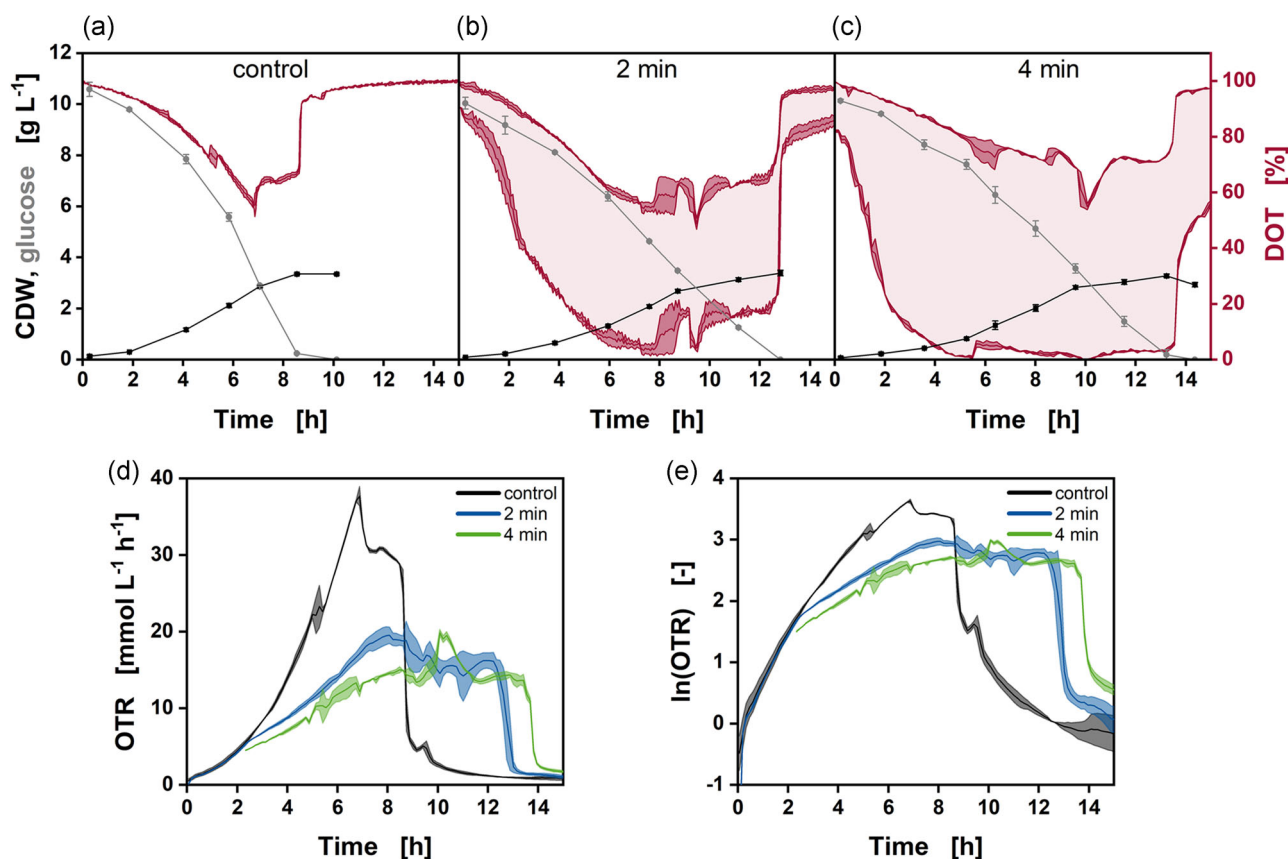 (a) (b) (c)
control 2 min 4 min
CDW, glucose [g L⁻¹]
12
10
8
6
4
2
0
DOT [%]
100
80
60
40
20
0
0 2 4 6 8 10 12 14
0 2 4 6 8 10 12 14
0 2 4 6 8 10 12 14
Time [h] Time [h] Time [h]
(d)
OTR [mmol L⁻¹ h⁻¹]
40
30
20
10
0
control
2 min
4 min
0 2 4 6 8 10 12 14
Time [h]
(e)
ln(OTR) [-]
4
3
2
1
0
-1
control
2 min
4 min
0 2 4 6 8 10 12 14
Time [h]